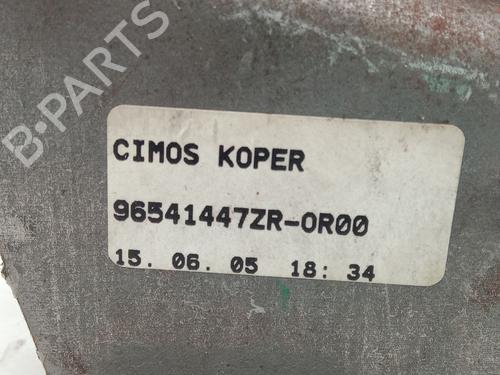 B-PARTS
CIMOS KOPER
96541447ZR-0R00
15. 06. 05 18: 34